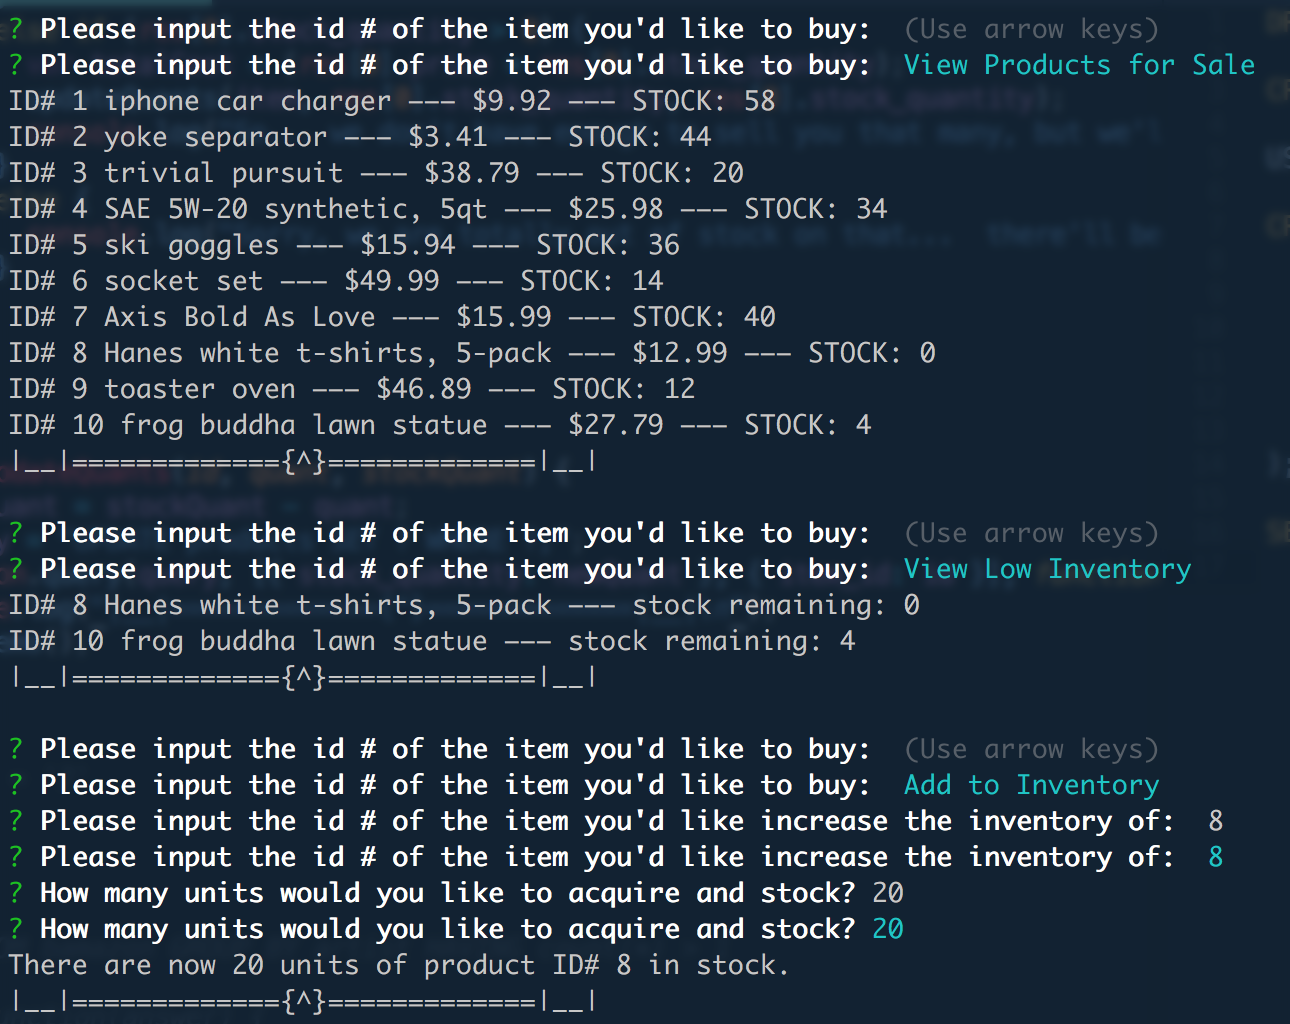 ? Please input the id # of the item you'd like to buy:  (Use arrow keys)
? Please input the id # of the item you'd like to buy:  View Products for Sale
ID# 1 iphone car charger --- $9.92 --- STOCK: 58
ID# 2 yoke separator --- $3.41 --- STOCK: 44
ID# 3 trivial pursuit --- $38.79 --- STOCK: 20
ID# 4 SAE 5W-20 synthetic, 5qt --- $25.98 --- STOCK: 34
ID# 5 ski goggles --- $15.94 --- STOCK: 36
ID# 6 socket set --- $49.99 --- STOCK: 14
ID# 7 Axis Bold As Love --- $15.99 --- STOCK: 40
ID# 8 Hanes white t-shirts, 5-pack --- $12.99 --- STOCK: 0
ID# 9 toaster oven --- $46.89 --- STOCK: 12
ID# 10 frog buddha lawn statue --- $27.79 --- STOCK: 4
|__|============={^}=============|__|
? Please input the id # of the item you'd like to buy:  (Use arrow keys)
? Please input the id # of the item you'd like to buy:  View Low Inventory
ID# 8 Hanes white t-shirts, 5-pack --- stock remaining: 0
ID# 10 frog buddha lawn statue --- stock remaining: 4
|__|============={^}=============|__|
? Please input the id # of the item you'd like to buy:  (Use arrow keys)
? Please input the id # of the item you'd like to buy:  Add to Inventory
? Please input the id # of the item you'd like increase the inventory of:  8
? Please input the id # of the item you'd like increase the inventory of:  8
? How many units would you like to acquire and stock? 20
? How many units would you like to acquire and stock? 20
There are now 20 units of product ID# 8 in stock.
|__|============={^}=============|__|